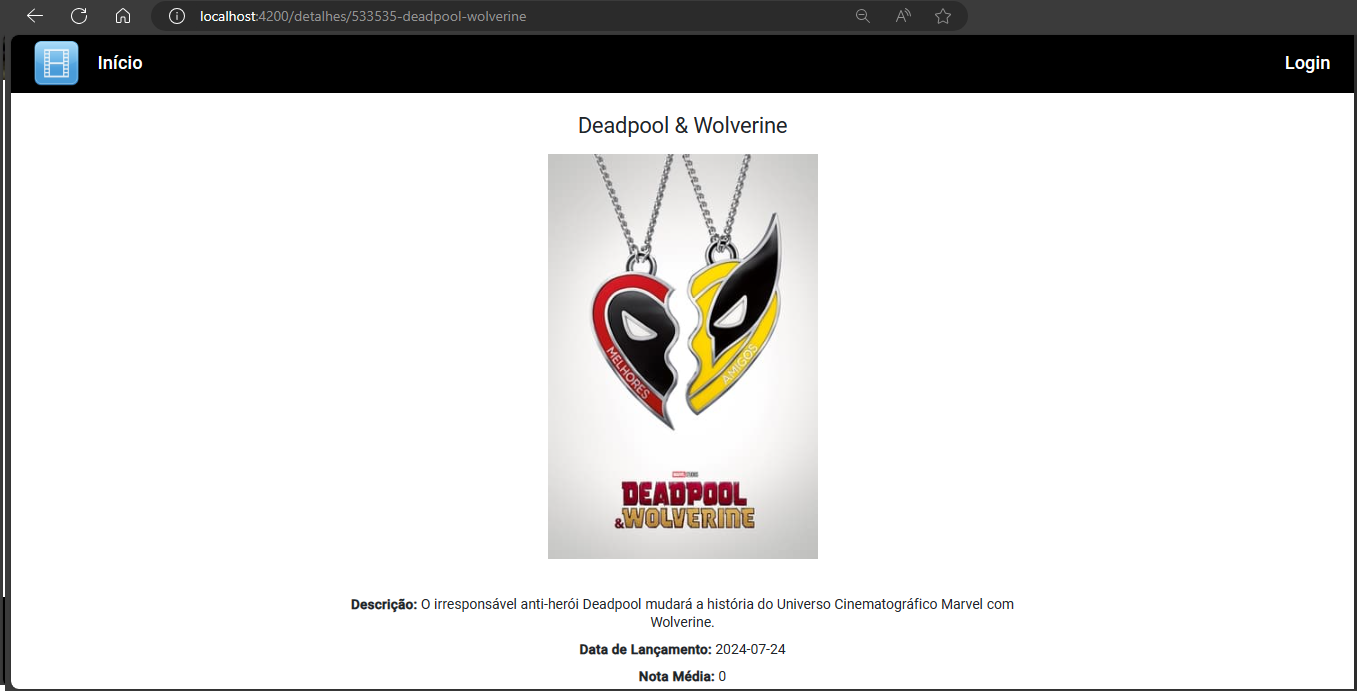 localhost:4200/detalhes/533535-deadpool-wolverine
Início
Login
Deadpool & Wolverine
MELHORES
AMIGOS
MARVEL STUDIOS
DEADPOOL
&WOLVERINE
Descrição: O irresponsável anti-herói Deadpool mudará a história do Universo Cinematográfico Marvel com
Wolverine.
Data de Lançamento: 2024-07-24
Nota Média: 0